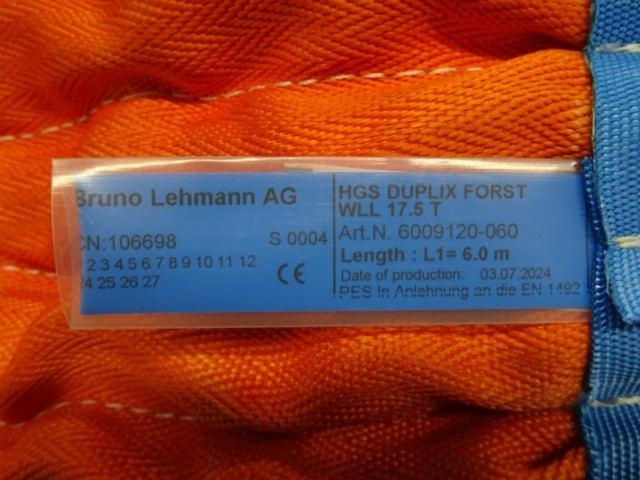 Bruno Lehmann AG
CN:106698 S 0004
1 2 3 4 5 6 7 8 9 10 11 12
24 25 26 27
CE
HGS DUPLIX FORST
WLL 17.5 T
Art.N. 6009120-060
Length : L1= 6.0 m
Date of production: 03.07.2024
PES In Anlehnung an die EN 1492